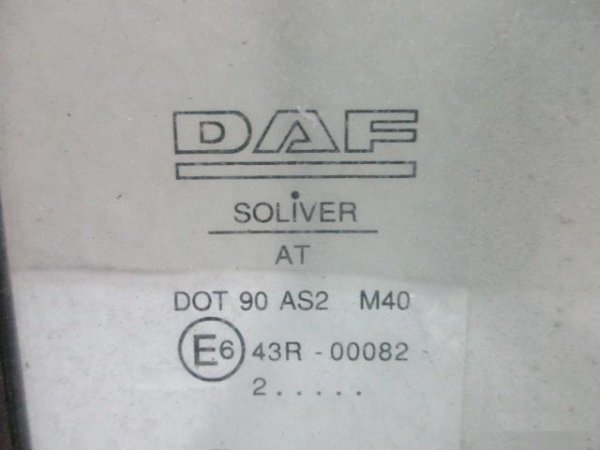 DAF
SOLiVER
AT
DOT 90 AS2 M40
E6 43R - 00082 -
2.....